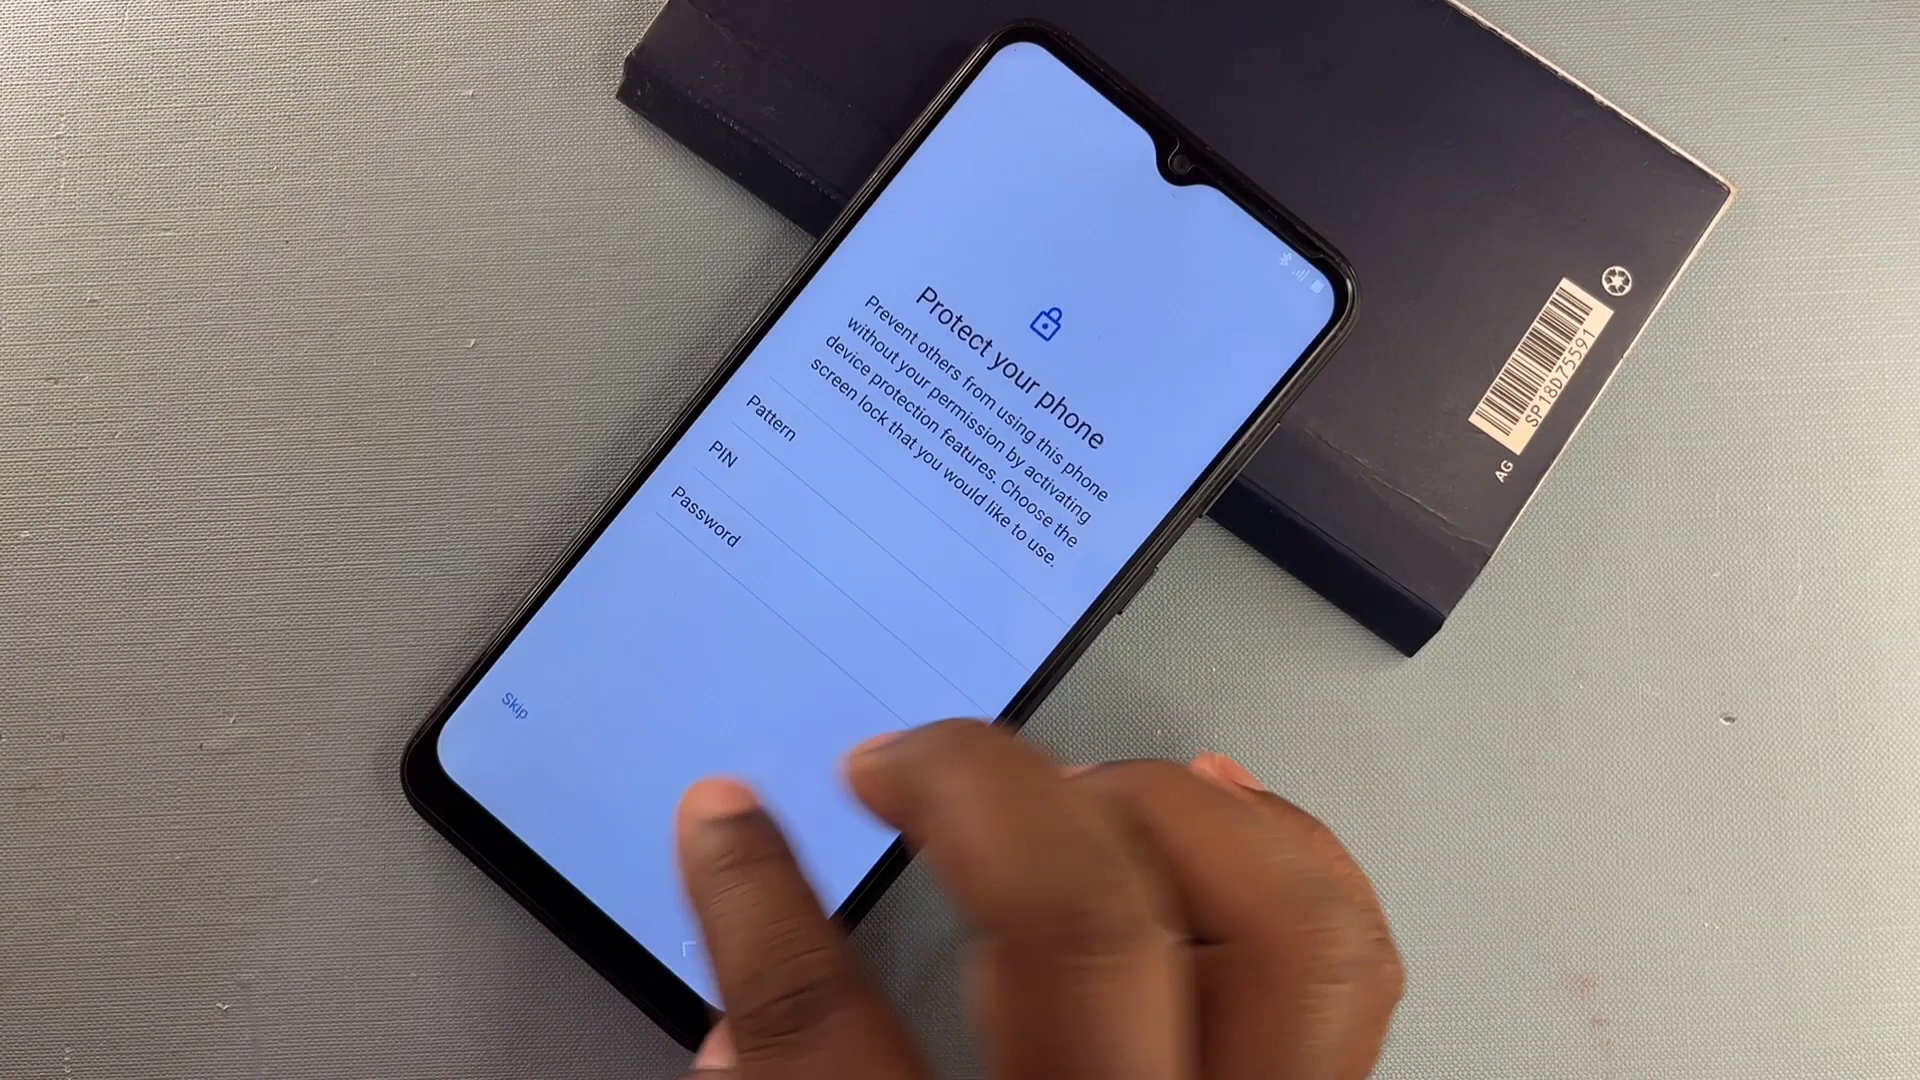 Protect your phone
Prevent others from using this phone
without your permission by activating
device protection features. Choose the
screen lock that you would like to use.
Pattern
PIN
Password
Skip
SP18D75591
AG